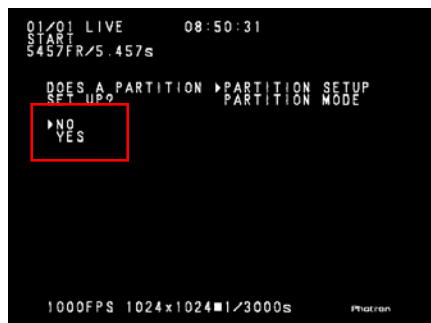 01/01 LIVE 08:50:31
START
5457FR/5.457s
DOES A PARTITION ▶PARTITION SETUP
SET UP? PARTITION MODE
▶NO
YES
1000FPS 1024x1024■1/3000s Photron